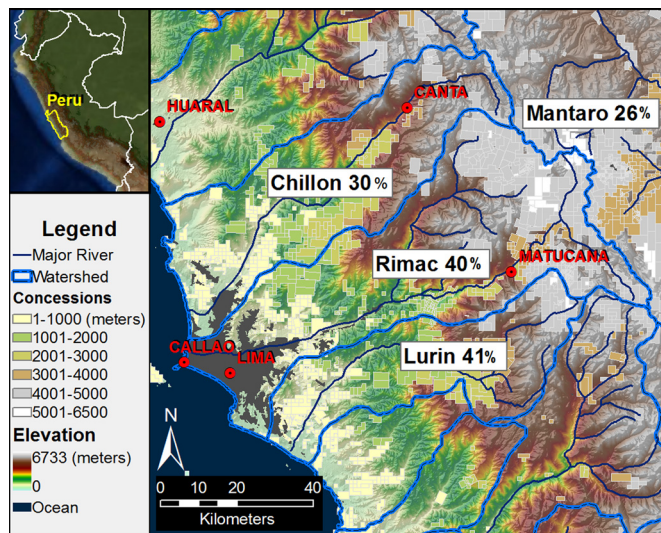 Peru
HUARAL
CANTA
Mantaro 26%
Chillon 30%
Rimac 40%
MATUCANA
CALLAO
LIMA
Lurin 41%
Legend
Major River
Watershed
Concessions
1-1000 (meters)
1001-2000
2001-3000
3001-4000
4001-5000
5001-6500
Elevation
6733 (meters)
0
Ocean
N
0 10 20 40
Kilometers